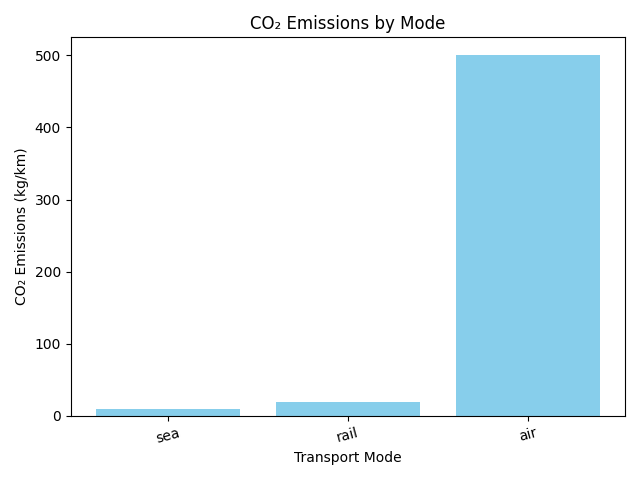 CO₂ Emissions by Mode
500
400
300
200
100
0
CO₂ Emissions (kg/km)
sea
rail
air
Transport Mode